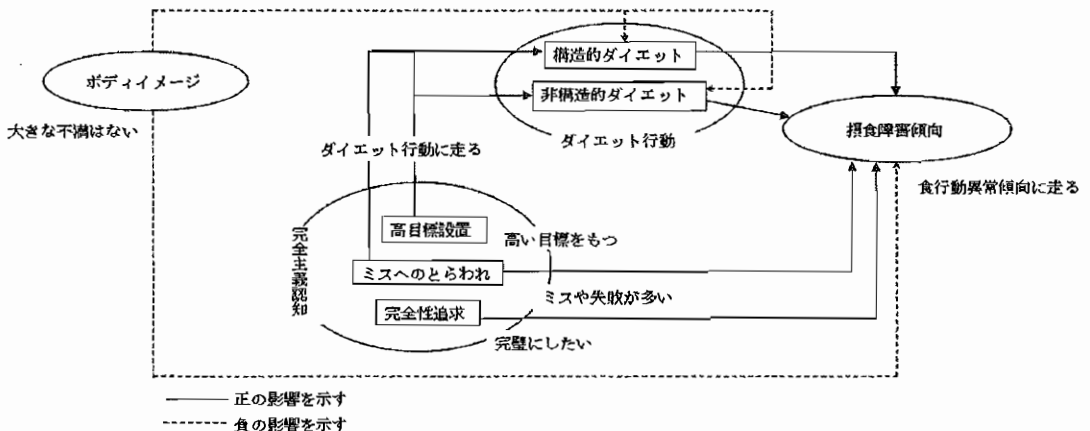 構造的ダイエット
ボディイメージ
非構造的ダイエット
大きな不満はない
摂食障害傾向
ダイエット行動
ダイエット行動に走る
食行動異常傾向に走る
完全主義認知
高目標設置
高い目標をもつ
ミスへのとらわれ
ミスや失敗が多い
完全性追求
完璧にしたい
正の影響を示す
負の影響を示す